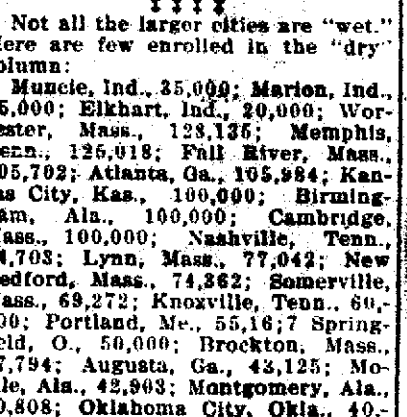 Not all the larger cities are "wet."
Here are few enrolled in the "dry"
olumn:
Muncie, Ind., 35,000; Marion, Ind.,
5,000; Elkhart, Ind., 20,000; Wor-
ester, Mass., 128,135; Memphis,
enn., 125,018; Fall River, Mass.,
05,702; Atlanta, Ga., 105,984; Kan-
as City, Kas., 100,000; Birming-
am, Ala., 100,000; Cambridge,
ass., 100,000; Nashville, Tenn.,
4,703; Lynn, Mass., 77,042; New
edford, Mass., 74,362; Somerville,
ass., 69,272; Knoxville, Tenn., 60,-
00; Portland, Me., 55,16;7 Spring-
eld, O., 50,000; Brockton, Mass.,
7,794; Augusta, Ga., 43,125; Mo-
le, Ala., 42,903; Montgomery, Ala.,
0,808; Oklahoma City, Okla., 40,-